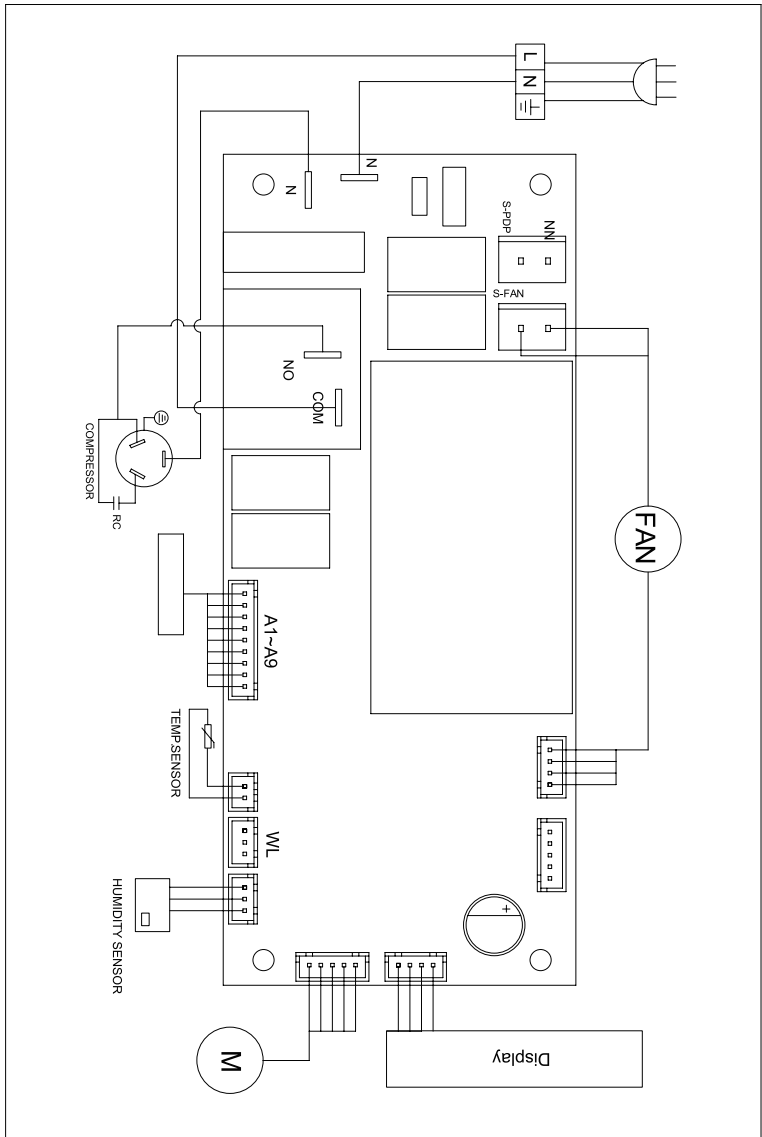 L
N
N
N
S-PDP
NN
S-FAN
NO
COM
COMPRESSOR
RC
FAN
A1~A9
TEMP.SENSOR
WL
HUMIDITY SENSOR
+
M
Display